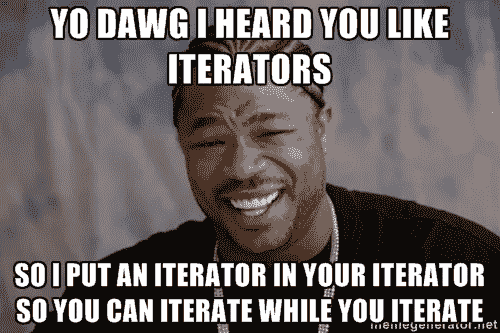 YO DAWG I HEARD YOU LIKE
ITERATORS
SO I PUT AN ITERATOR IN YOUR ITERATOR
SO YOU CAN ITERATE WHILE YOU ITERATE
memegenerator.net